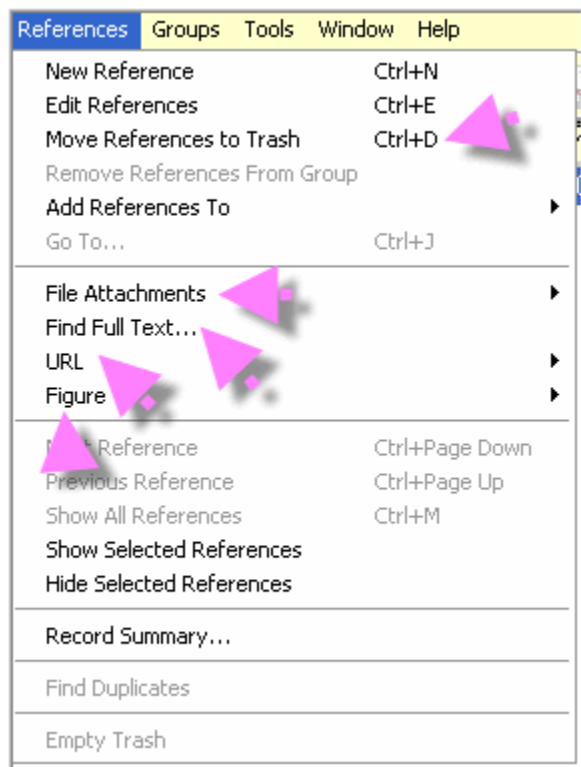 References Groups Tools Window Help
New Reference Ctrl+N
Edit References Ctrl+E
Move References to Trash Ctrl+D
Remove References From Group
Add References To
Go To... Ctrl+J
File Attachments
Find Full Text...
URL
Figure
Reference Ctrl+Page Down
Previous Reference Ctrl+Page Up
Show All References Ctrl+M
Show Selected References
Hide Selected References
Record Summary...
Find Duplicates
Empty Trash